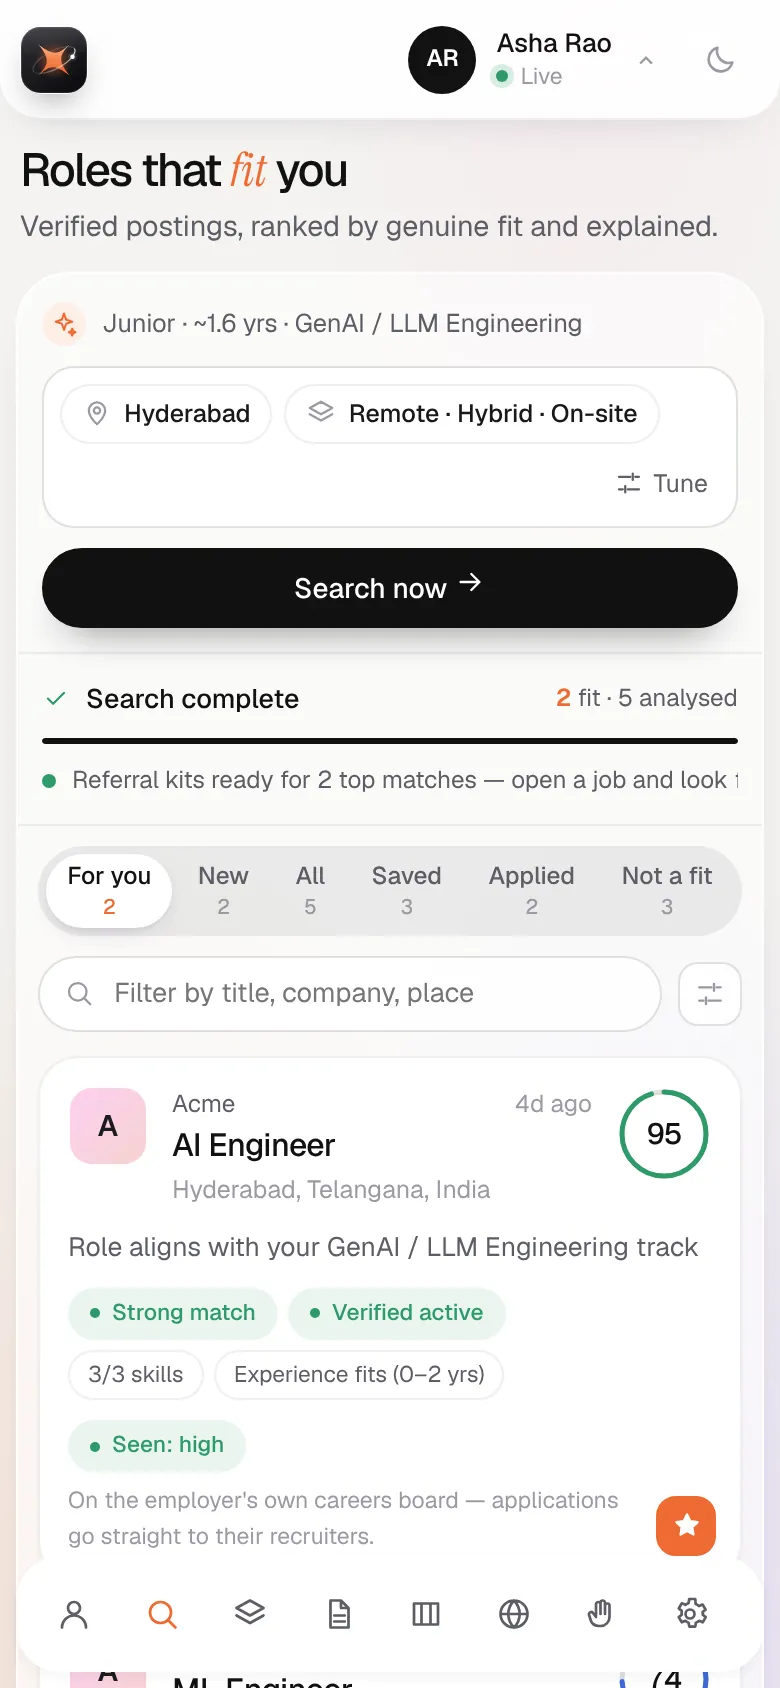 AR
Asha Rao
Live
Roles that fit you
Verified postings, ranked by genuine fit and explained.
Junior · ~1.6 yrs · GenAI / LLM Engineering
Hyderabad
Remote · Hybrid · On-site
Tune
Search now →
Search complete
2 fit · 5 analysed
Referral kits ready for 2 top matches — open a job and look
For you
2
New
2
All
5
Saved
3
Applied
2
Not a fit
3
Filter by title, company, place
A
Acme
4d ago
95
AI Engineer
Hyderabad, Telangana, India
Role aligns with your GenAI / LLM Engineering track
Strong match
Verified active
3/3 skills
Experience fits (0–2 yrs)
Seen: high
On the employer's own careers board — applications
go straight to their recruiters.
A
ML Engineer
74